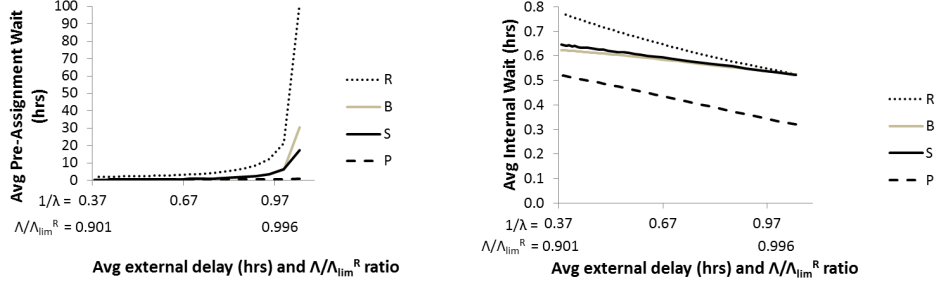 Avg Pre-Assignment Wait
(hrs)
100
90
80
70
60
50
40
30
20
10
0
R
B
S
P
1/λ = 0.37 0.67 0.97
Λ/Λlim^R = 0.901 0.996
Avg external delay (hrs) and Λ/Λlim^R ratio
Avg Internal Wait (hrs)
0.8
0.7
0.6
0.5
0.4
0.3
0.2
0.1
0.0
R
B
S
P
1/λ = 0.37 0.67 0.97
Λ/Λlim^R = 0.901 0.996
Avg external delay (hrs) and Λ/Λlim^R ratio